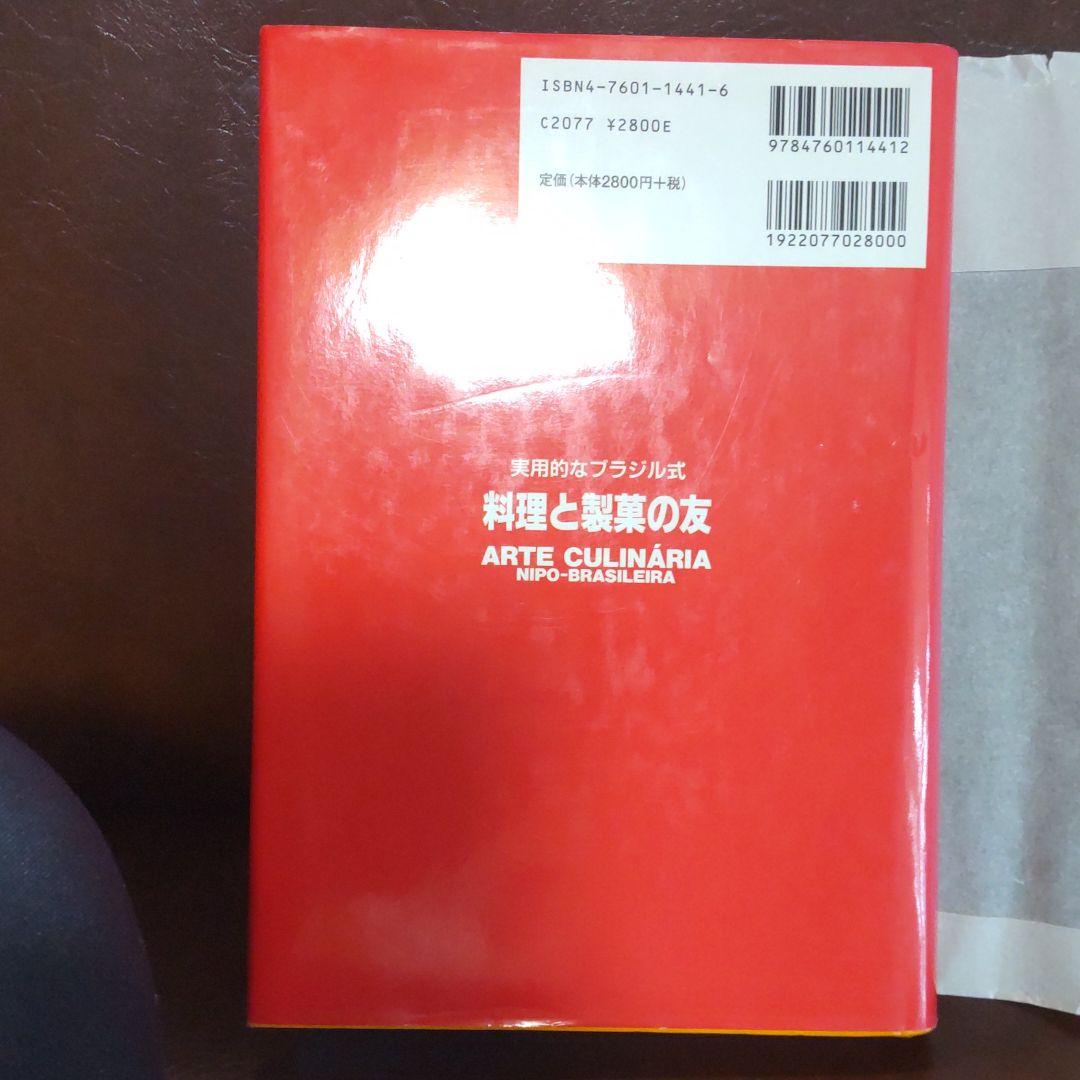 ISBN4-7601-1441-6
C2077 ¥2800E
定価(本体2800円+税)
9784760114412
1922077028000
実用的なブラジル式
料理と製菓の友
ARTE CULINÁRIA
NIPO-BRASILEIRA